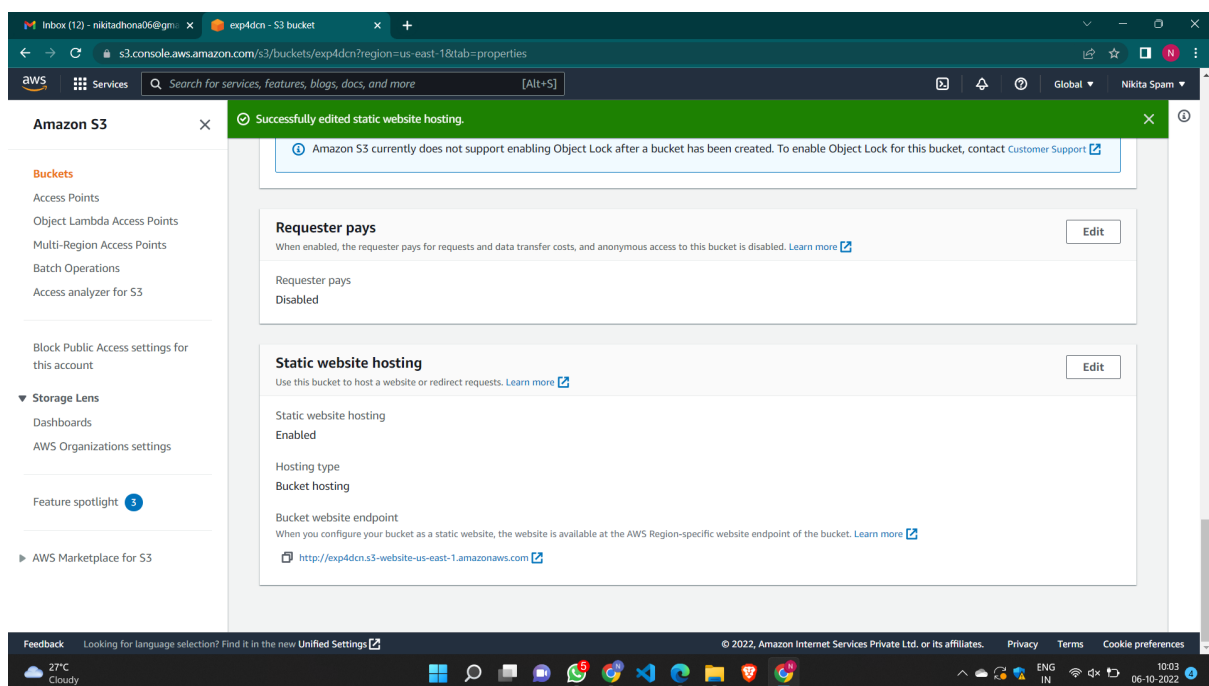 Inbox (12) - nikitadhona06@gma
exp4dcn - S3 bucket
s3.console.aws.amazon.com/s3/buckets/exp4dcn?region=us-east-1&tab=properties
N
aws
Services
Search for services, features, blogs, docs, and more
[Alt+S]
Global
Nikita Spam
Amazon S3
Buckets
Access Points
Object Lambda Access Points
Multi-Region Access Points
Batch Operations
Access analyzer for S3
Block Public Access settings for
this account
Storage Lens
Dashboards
AWS Organizations settings
Feature spotlight 3
AWS Marketplace for S3
Successfully edited static website hosting.
Amazon S3 currently does not support enabling Object Lock after a bucket has been created. To enable Object Lock for this bucket, contact Customer Support
Requester pays
Edit
When enabled, the requester pays for requests and data transfer costs, and anonymous access to this bucket is disabled. Learn more
Requester pays
Disabled
Static website hosting
Edit
Use this bucket to host a website or redirect requests. Learn more
Static website hosting
Enabled
Hosting type
Bucket hosting
Bucket website endpoint
When you configure your bucket as a static website, the website is available at the AWS Region-specific website endpoint of the bucket. Learn more
http://exp4dcn.s3-website-us-east-1.amazonaws.com
Feedback
Looking for language selection? Find it in the new Unified Settings
© 2022, Amazon Internet Services Private Ltd. or its affiliates.
Privacy
Terms
Cookie preferences
27°C
Cloudy
5
ENG
IN
10:03
06-10-2022
4